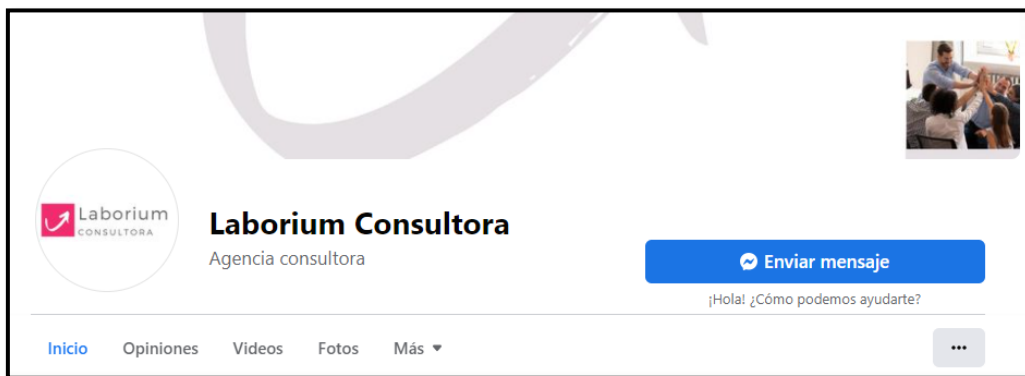 Laborium
CONSULTORA
Laborium Consultora
Agencia consultora
Enviar mensaje
¡Hola! ¿Cómo podemos ayudarte?
Inicio Opiniones Videos Fotos Más